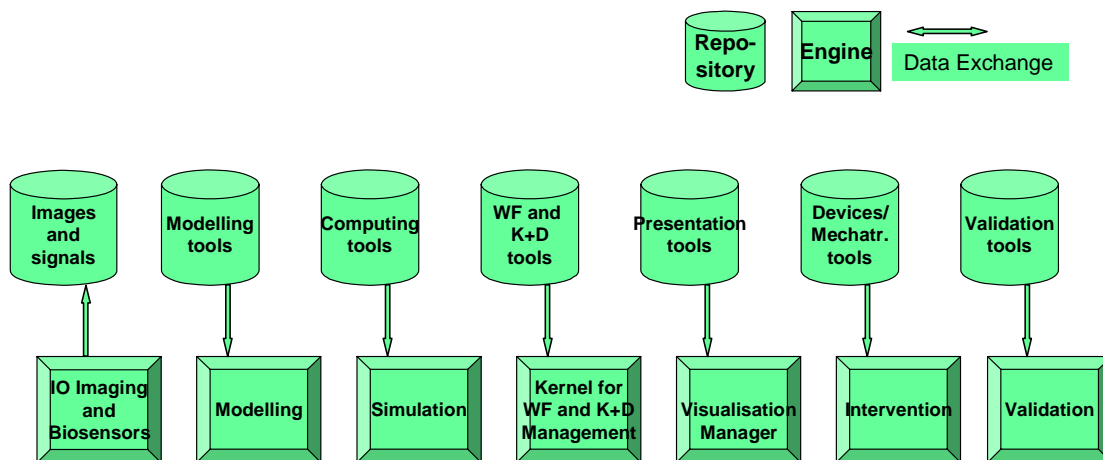 Repo-
sitory
Engine
Data Exchange
Images
and
signals
Modelling
tools
Computing
tools
WF and
K+D
tools
Presentation
tools
Devices/
Mechatr.
tools
Validation
tools
IO Imaging
and
Biosensors
Modelling
Simulation
Kernel for
WF and K+D
Management
Visualisation
Manager
Intervention
Validation